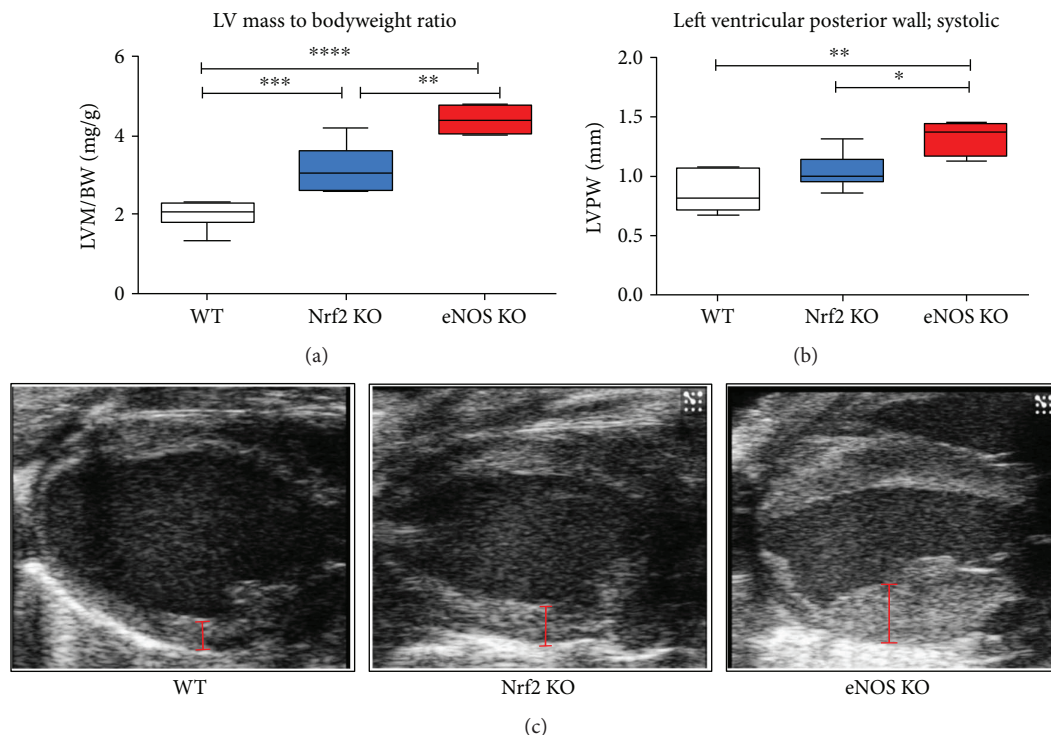 LV mass to bodyweight ratio
6
4
2
0
LVM/BW (mg/g)
****
***
**
WT
Nrf2 KO
eNOS KO
(a)
Left ventricular posterior wall; systolic
2.0
1.5
1.0
0.5
0.0
LVPW (mm)
**
*
WT
Nrf2 KO
eNOS KO
(b)
WT
Nrf2 KO
eNOS KO
(c)